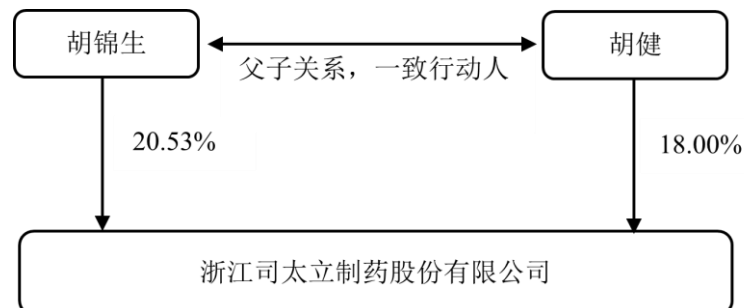 胡锦生
胡健
父子关系，一致行动人
20.53%
18.00%
浙江司太立制药股份有限公司